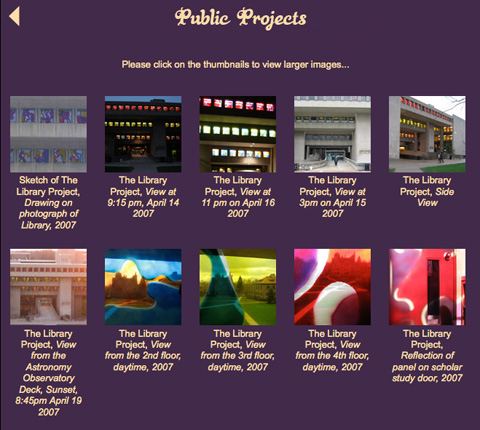 Public Projects
Please click on the thumbnails to view larger images...
Sketch of The
Library Project,
Drawing on
photograph of
Library, 2007
The Library
Project, View at
9:15 pm, April 14
2007
The Library
Project, View at
11 pm on April 16
2007
The Library
Project, View at
3pm on April 15
2007
The Library
Project, Side
View
The Library
Project, View
from the
Astronomy
Observatory
Deck, Sunset,
8:45pm April 19
2007
The Library
Project, View
from the 2nd floor,
daytime, 2007
The Library
Project, View
from the 3rd floor,
daytime, 2007
The Library
Project, View
from the 4th floor,
daytime, 2007
The Library
Project,
Reflection of
panel on scholar
study door, 2007